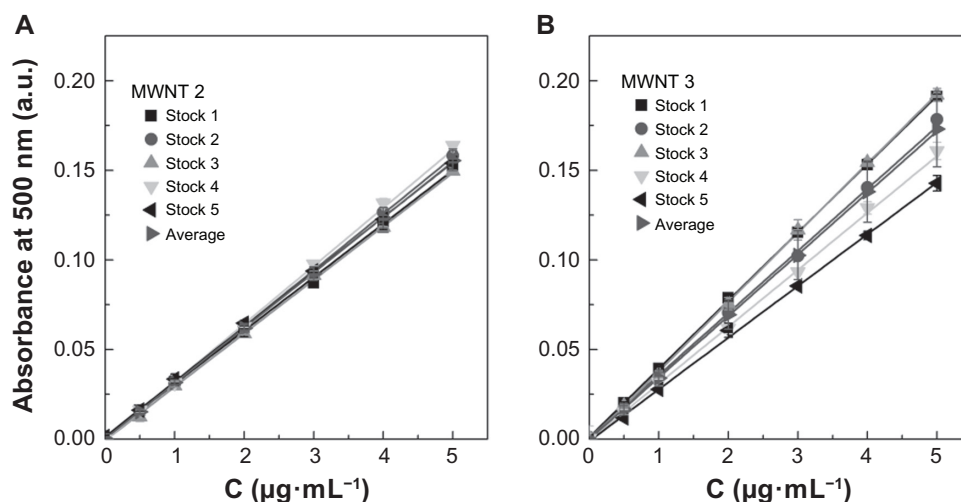 A
Absorbance at 500 nm (a.u.)
0.20
0.15
0.10
0.05
0.00
MWNT 2
Stock 1
Stock 2
Stock 3
Stock 4
Stock 5
Average
0 1 2 3 4 5
C (µg·mL⁻¹)
B
0.20
0.15
0.10
0.05
0.00
MWNT 3
Stock 1
Stock 2
Stock 3
Stock 4
Stock 5
Average
0 1 2 3 4 5
C (µg·mL⁻¹)